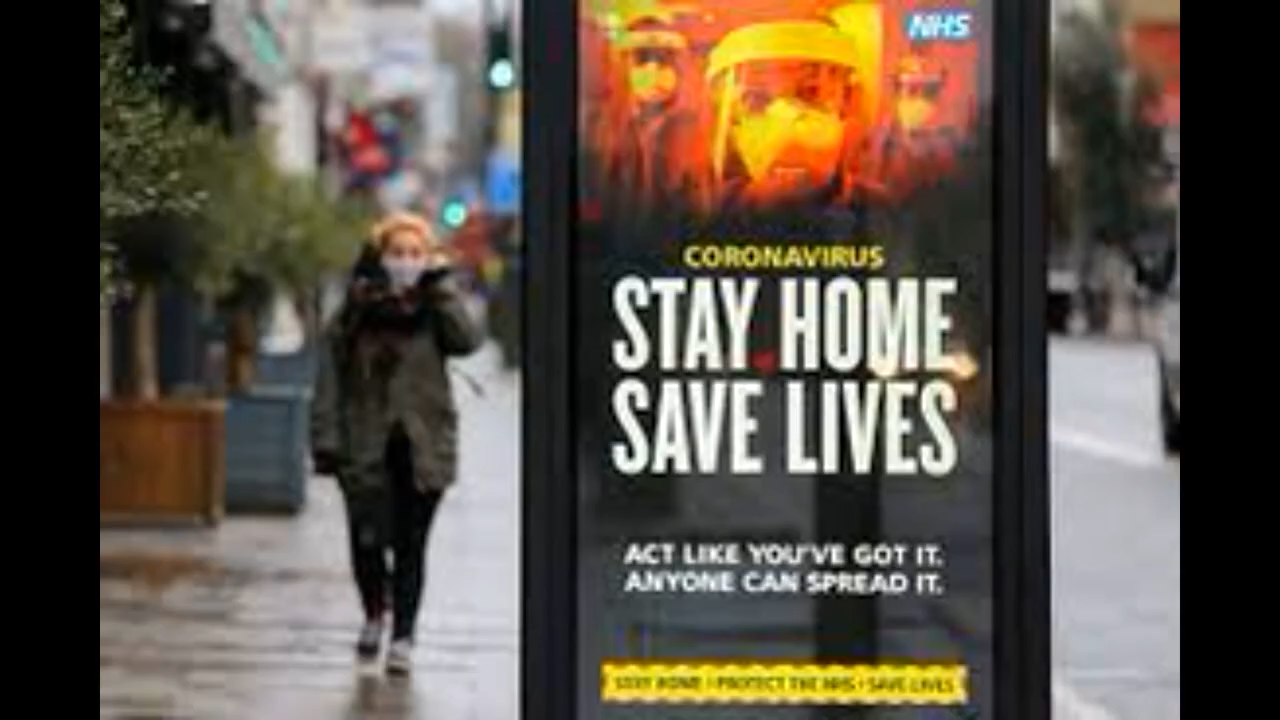 NHS
CORONAVIRUS
STAY HOME
SAVE LIVES
ACT LIKE YOU'VE GOT IT.
ANYONE CAN SPREAD IT.
STAY HOME › PROTECT THE NHS › SAVE LIVES